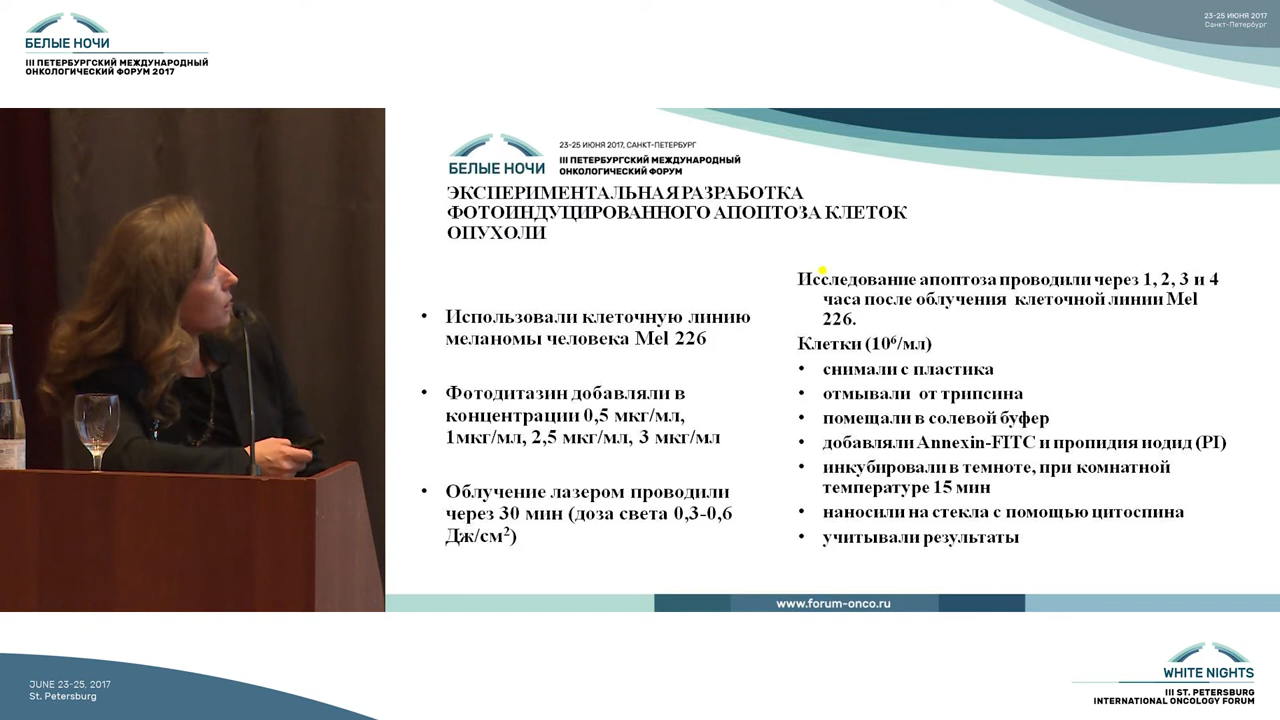 БЕЛЫЕ НОЧИ
III ПЕТЕРБУРГСКИЙ МЕЖДУНАРОДНЫЙ
ОНКОЛОГИЧЕСКИЙ ФОРУМ 2017
23-25 ИЮНЯ 2017
Санкт-Петербург
БЕЛЫЕ НОЧИ
23-25 ИЮНЯ 2017, САНКТ-ПЕТЕРБУРГ
III ПЕТЕРБУРГСКИЙ МЕЖДУНАРОДНЫЙ
ОНКОЛОГИЧЕСКИЙ ФОРУМ
ЭКСПЕРИМЕНТАЛЬНАЯ РАЗРАБОТКА
ФОТОИНДУЦИРОВАННОГО АПОПТОЗА КЛЕТОК
ОПУХОЛИ
• Использовали клеточную линию
меланомы человека Mel 226
• Фотодитазин добавляли в
концентрации 0,5 мкг/мл,
1мкг/мл, 2,5 мкг/мл, 3 мкг/мл
• Облучение лазером проводили
через 30 мин (доза света 0,3-0,6
Дж/см²)
Исследование апоптоза проводили через 1, 2, 3 и 4
часа после облучения клеточной линии Mel
226.
Клетки (10⁶/мл)
• снимали с пластика
• отмывали от трипсина
• помещали в солевой буфер
• добавляли Annexin-FITC и пропидия иодид (PI)
• инкубировали в темноте, при комнатной
температуре 15 мин
• наносили на стекла с помощью цитоспина
• учитывали результаты
www.forum-onco.ru
JUNE 23-25, 2017
St. Petersburg
WHITE NIGHTS
III ST. PETERSBURG
INTERNATIONAL ONCOLOGY FORUM